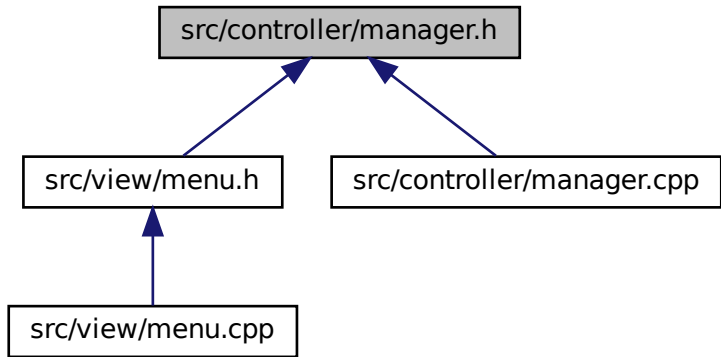 src/controller/manager.h
src/view/menu.h
src/controller/manager.cpp
src/view/menu.cpp